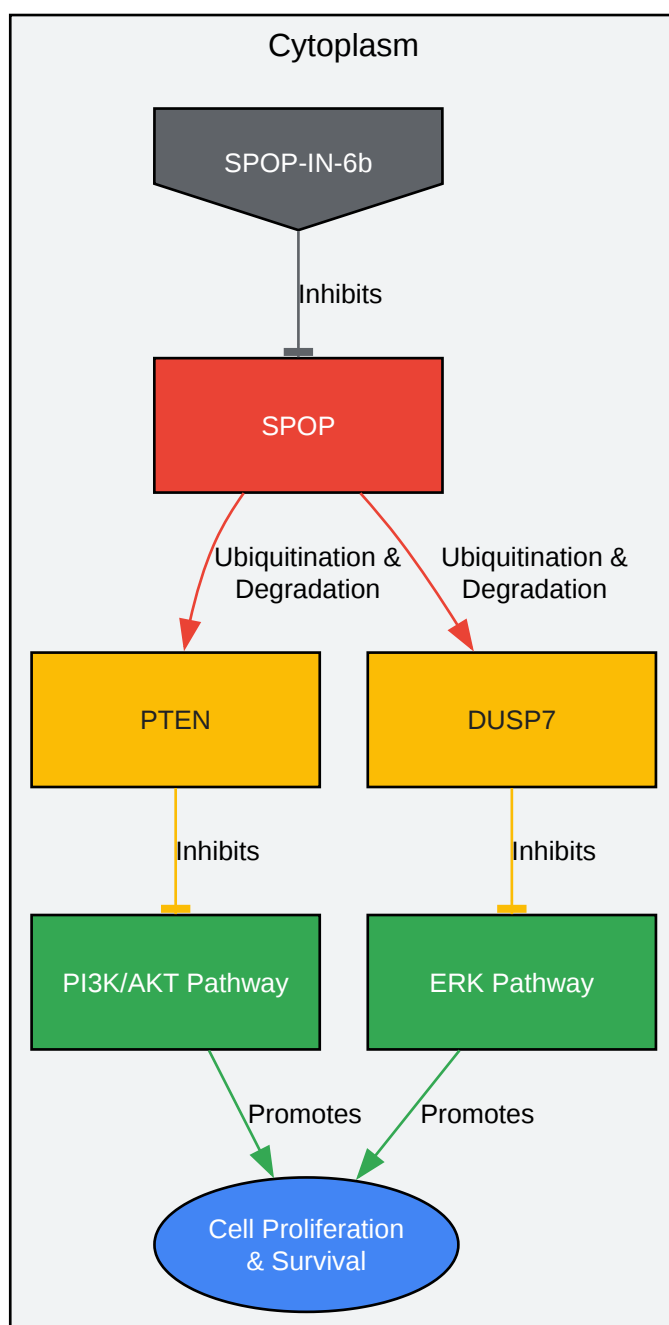 Cytoplasm
SPOP-IN-6b
Inhibits
SPOP
Ubiquitination &
Degradation
Ubiquitination &
Degradation
PTEN
DUSP7
Inhibits
Inhibits
PI3K/AKT Pathway
ERK Pathway
Promotes
Promotes
Cell Proliferation
& Survival